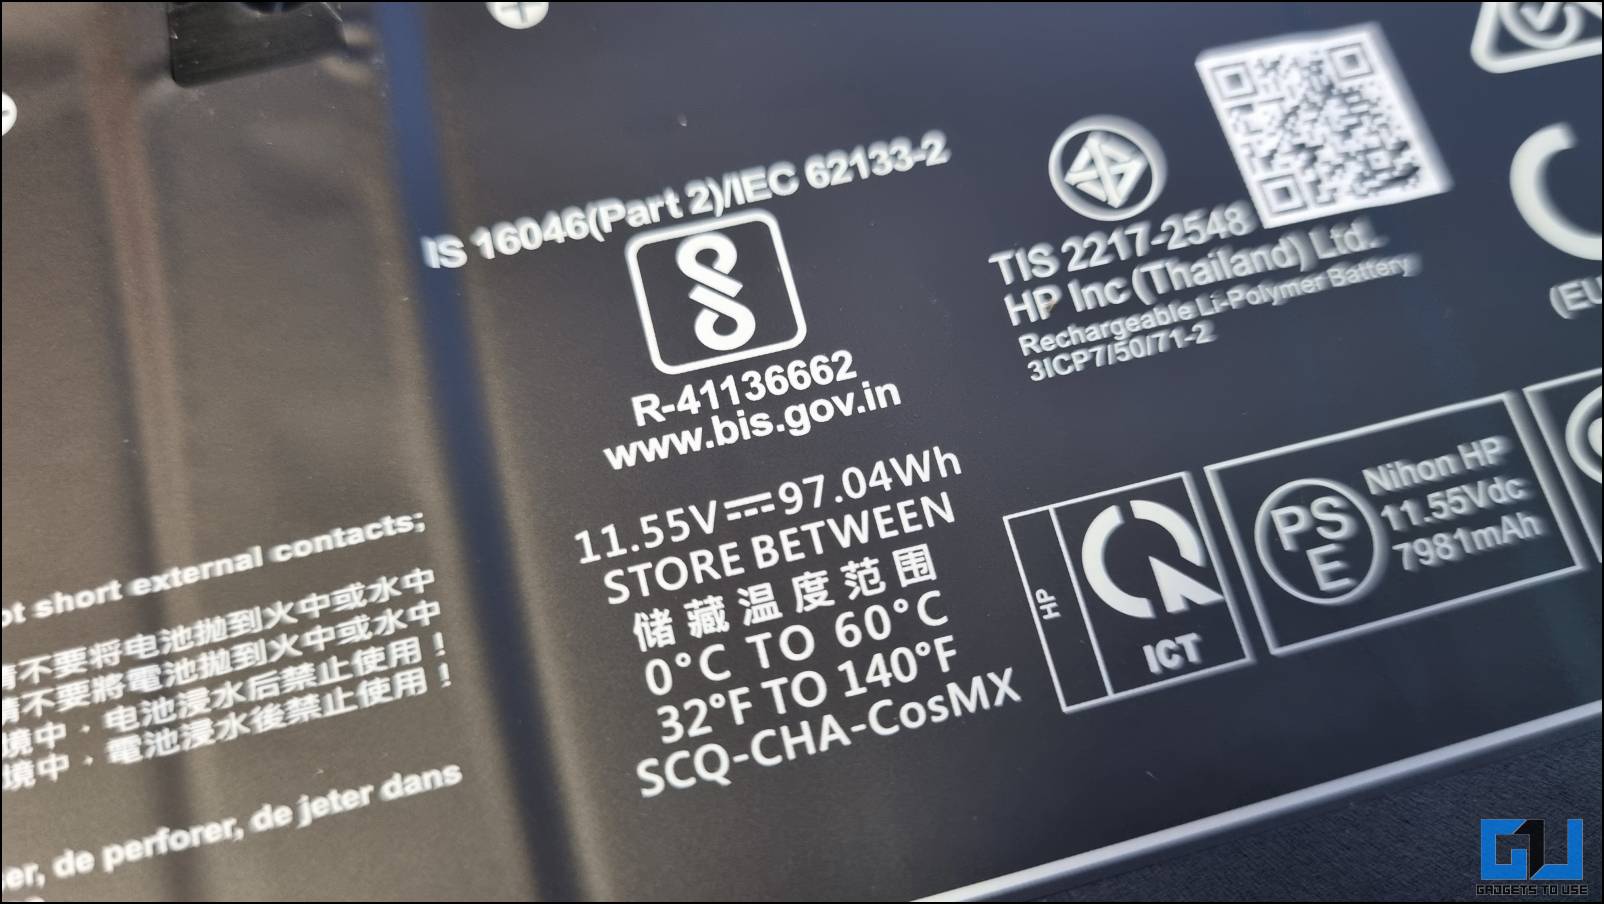 ot short external contacts;
请不要将电池抛到火中或水中
請不要將電池拋到火中或水中
境中，电池浸水后禁止使用！
境中，電池浸水後禁止使用！
er, de perforer, de jeter dans
IS 16046(Part 2)/IEC 62133-2
R-41136662
www.bis.gov.in
11.55V⎓97.04Wh
STORE BETWEEN
储藏温度范围
0°C TO 60°C
32°F TO 140°F
SCQ-CHA-CosMX
TIS 2217-2548
HP Inc (Thailand) Ltd.
Rechargeable Li-Polymer Battery
3ICP7/50/71-2
(EU
HP
ICT
PS
E
Nihon HP
11.55Vdc
7981mAh
GADGETS TO USE